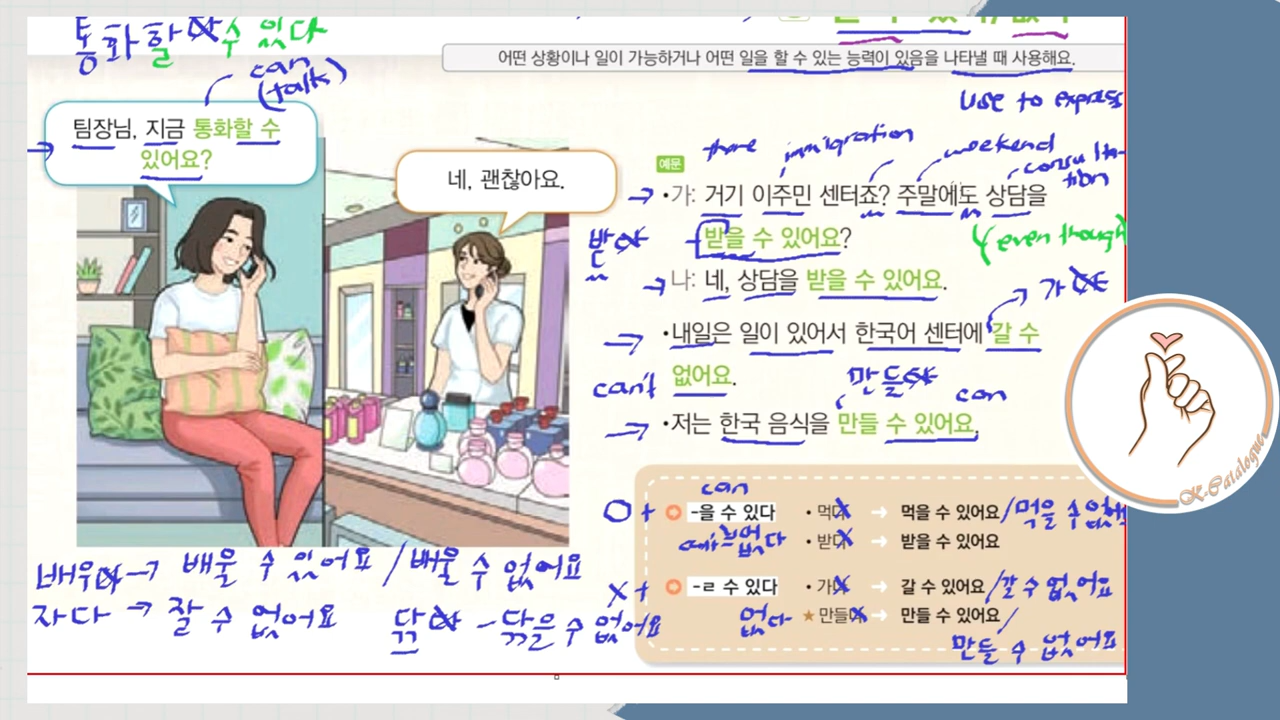 통화할 수 있다
can
(talk)
어떤 상황이나 일이 가능하거나 어떤 일을 할 수 있는 능력이 있음을 나타낼 때 사용해요.
use to express
팀장님, 지금 통화할 수
있어요?
네, 괜찮아요.
예문
there immigration weekend consultation
• 가: 거기 이주민 센터죠? 주말에도 상담을
받다
받을 수 있어요?
even though
나: 네, 상담을 받을 수 있어요.
가다
• 내일은 일이 있어서 한국어 센터에 갈 수
can't 없어요.
만들다 can
• 저는 한국 음식을 만들 수 있어요.
can
O + -을 수 있다 • 먹다 → 먹을 수 있어요 /먹을 수 없
can't 없다 • 받다 → 받을 수 있어요
X + -ㄹ 수 있다 • 가다 → 갈 수 있어요 /갈 수 없어요
없다 ★ 만들다 → 만들 수 있어요 /
만들 수 없어요
배우다 → 배울 수 있어요 / 배울 수 없어요
자다 → 잘 수 없어요 닦다 - 닦을 수 없어요
K-Catalogue